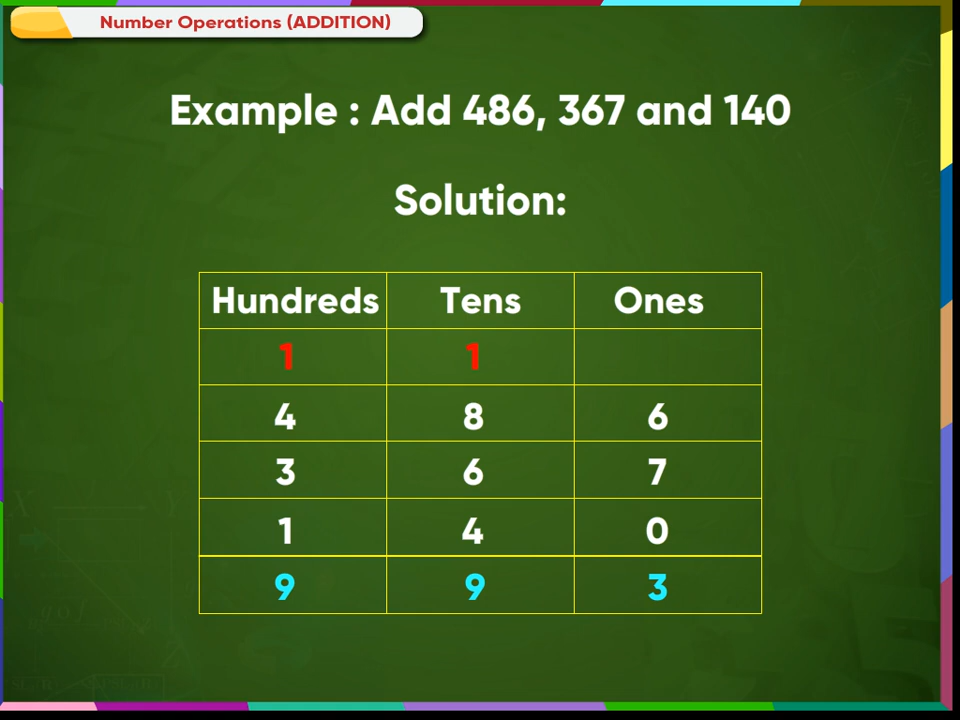 Number Operations (ADDITION)
Example : Add 486, 367 and 140
Solution:
Hundreds Tens Ones
1 1
4 8 6
3 6 7
1 4 0
9 9 3